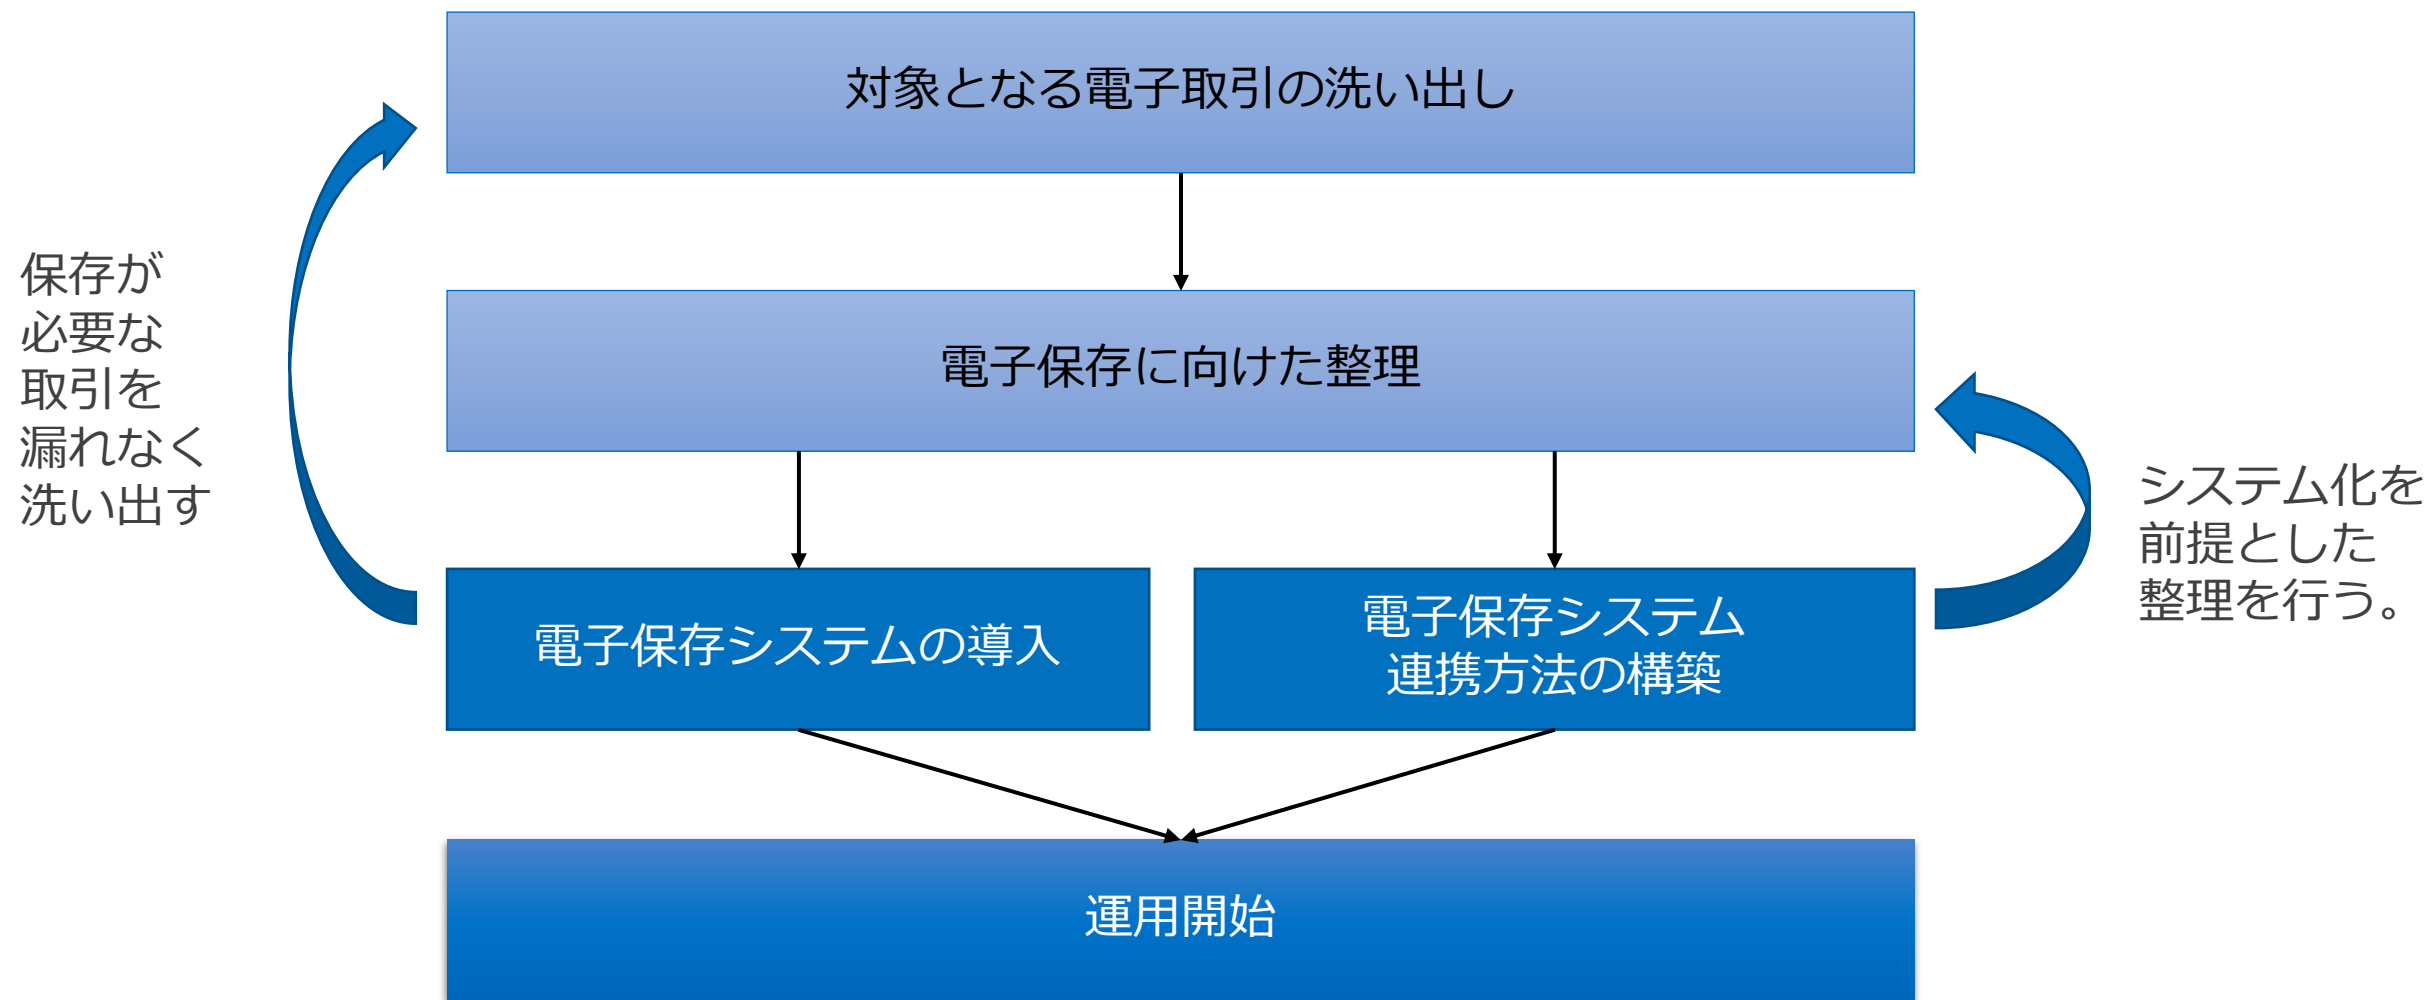 対象となる電子取引の洗い出し
保存が
必要な
取引を
漏れなく
洗い出す
電子保存に向けた整理
システム化を
前提とした
整理を行う。
電子保存システムの導入
電子保存システム
連携方法の構築
運用開始